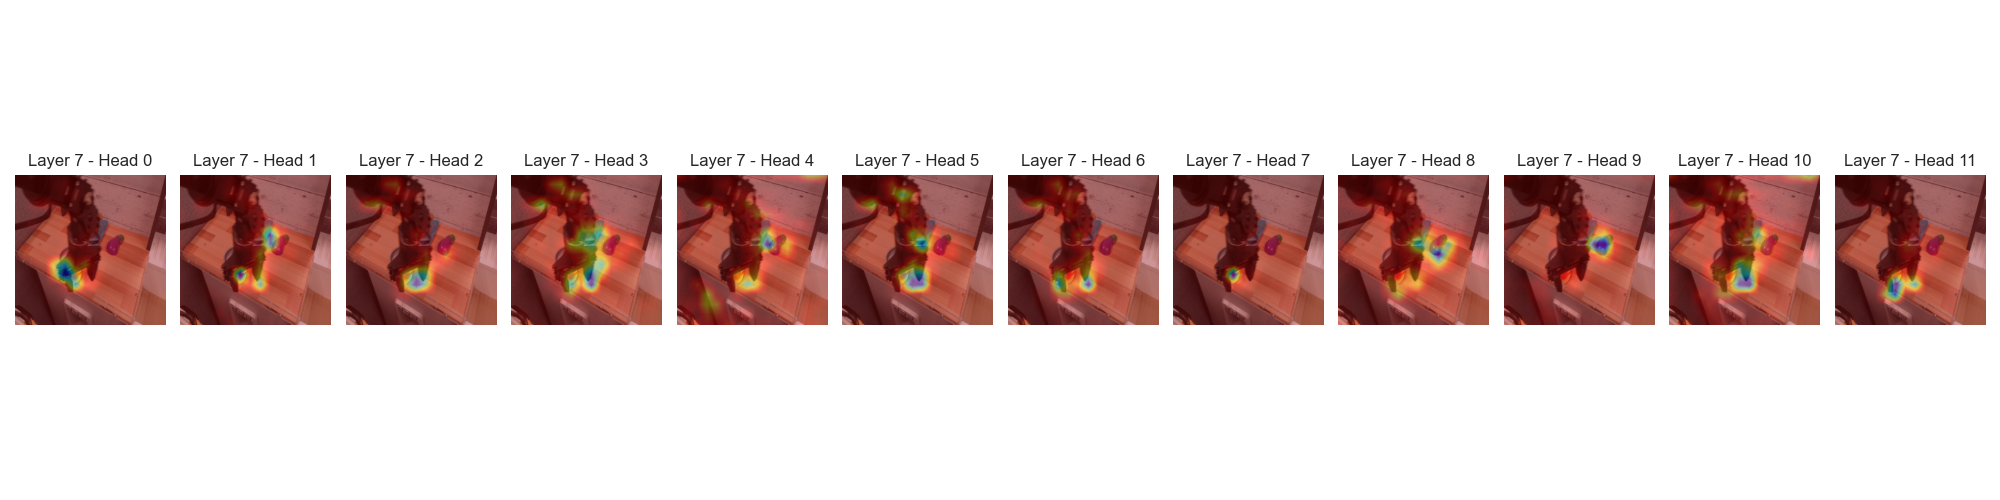 Layer 7 - Head 0
Layer 7 - Head 1
Layer 7 - Head 2
Layer 7 - Head 3
Layer 7 - Head 4
Layer 7 - Head 5
Layer 7 - Head 6
Layer 7 - Head 7
Layer 7 - Head 8
Layer 7 - Head 9
Layer 7 - Head 10
Layer 7 - Head 11